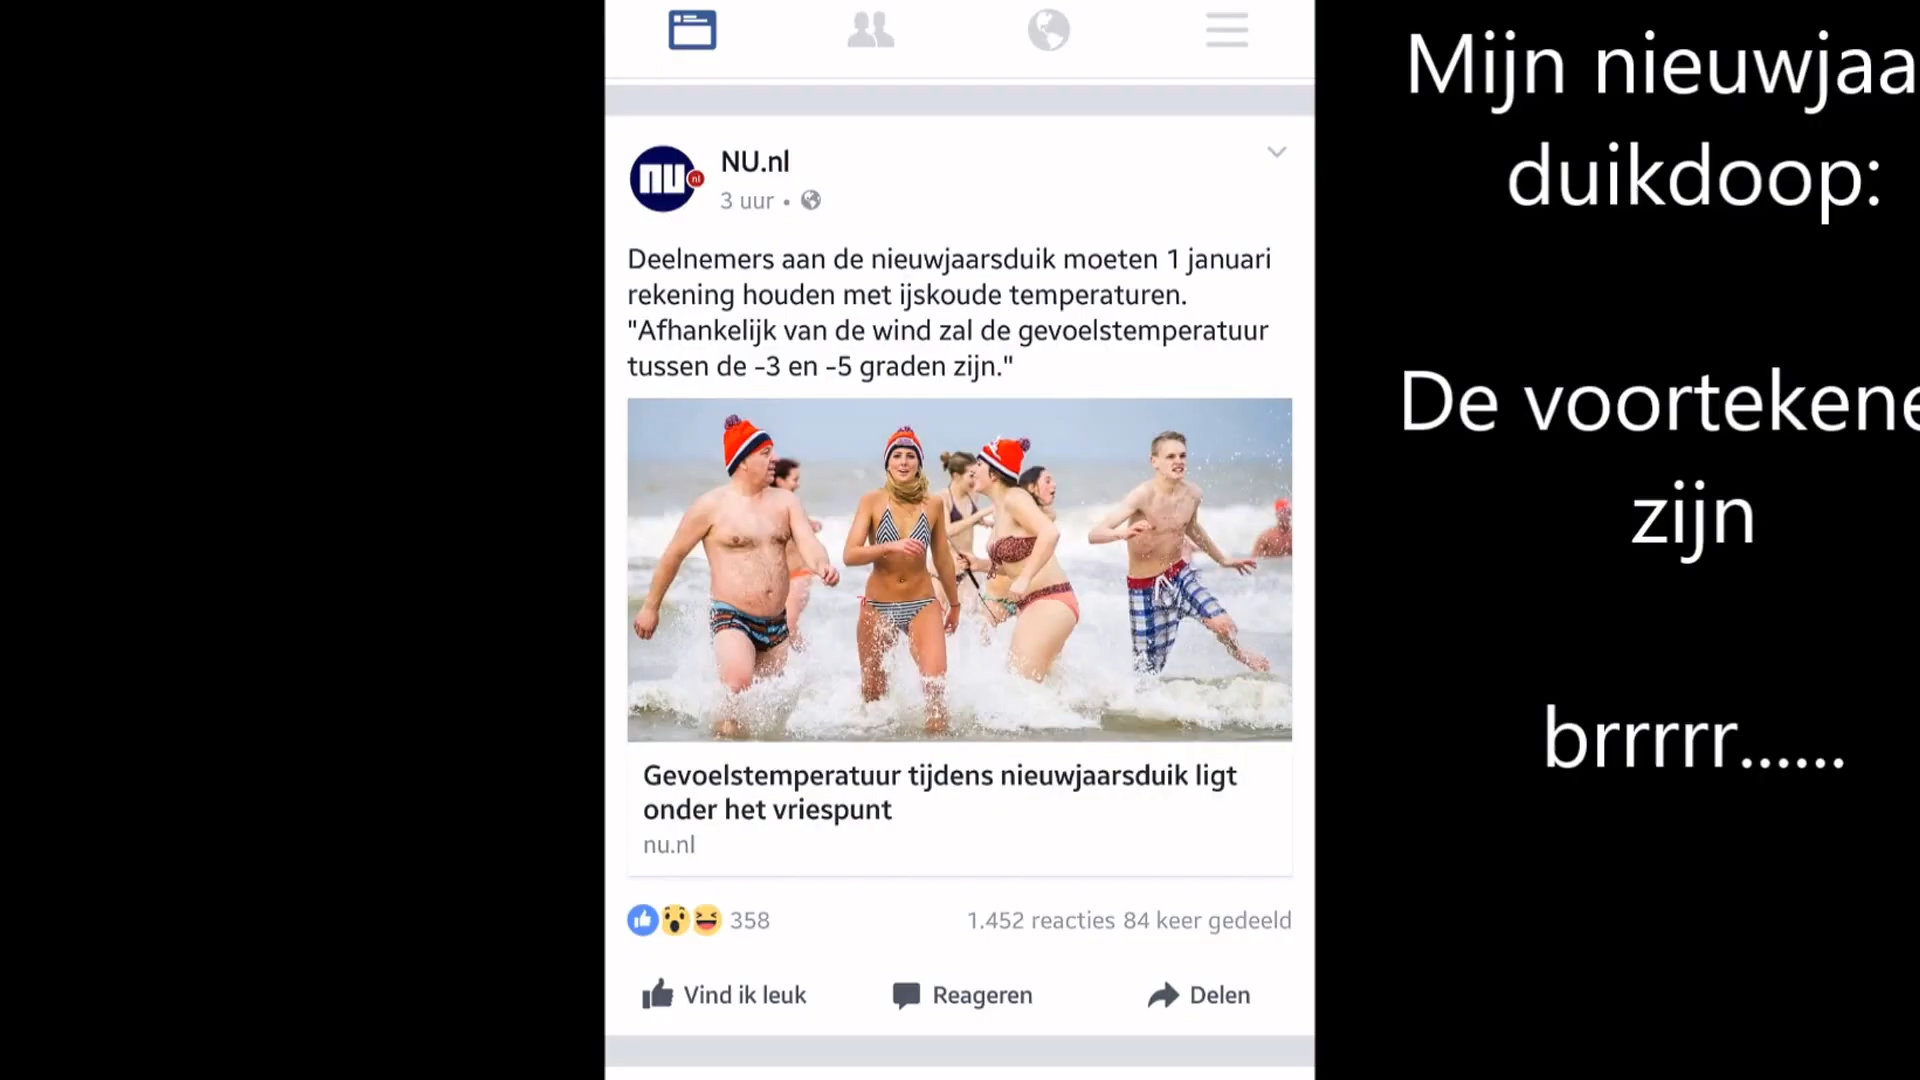 NU.nl
3 uur
Deelnemers aan de nieuwjaarsduik moeten 1 januari
rekening houden met ijskoude temperaturen.
"Afhankelijk van de wind zal de gevoelstemperatuur
tussen de -3 en -5 graden zijn."
Gevoelstemperatuur tijdens nieuwjaarsduik ligt
onder het vriespunt
nu.nl
358
1.452 reacties 84 keer gedeeld
Vind ik leuk
Reageren
Delen
Mijn nieuwjaa
duikdoop:
De voortekene
zijn
brrrrr......